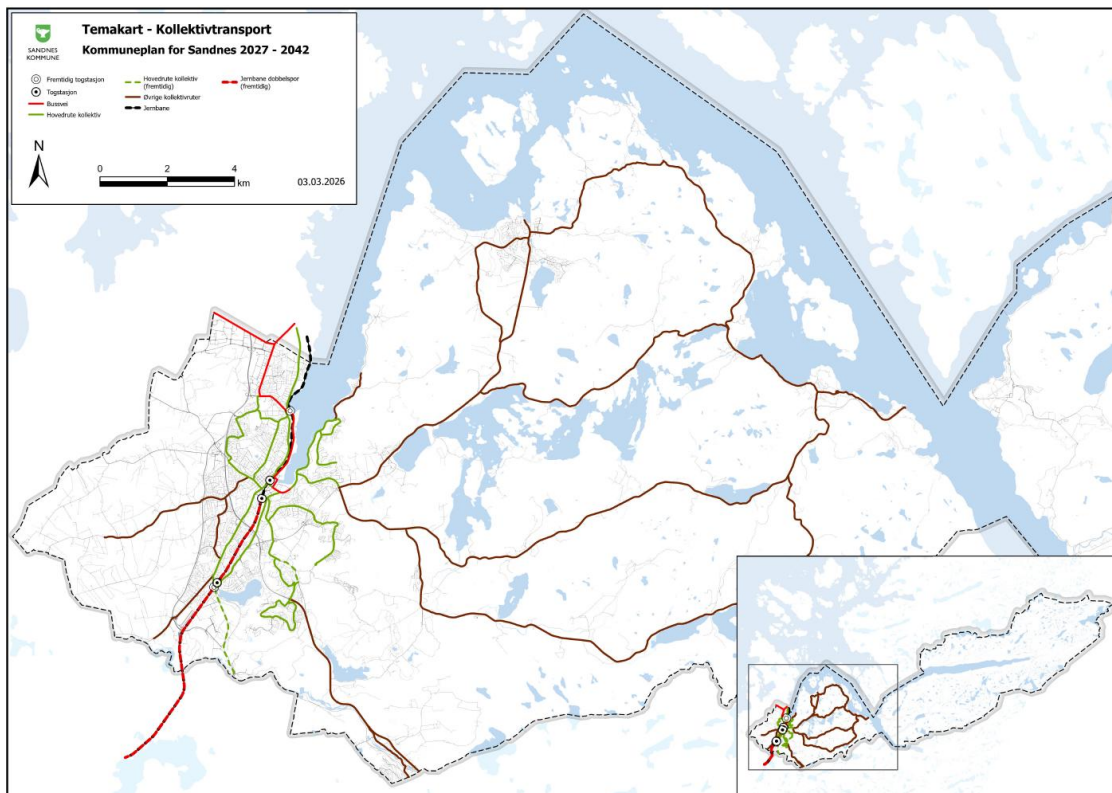 Temakart - Kollektivtransport
Kommuneplan for Sandnes 2027 - 2042
SANDNES
KOMMUNE
Fremtidig togstasjon
Togstasjon
Bussvei
Hovedrute kollektiv
Hovedrute kollektiv
(fremtidig)
Øvrige kollektivruter
Jernbane
Jernbane dobbelspor
(fremtidig)
N
0 2 4
km
03.03.2026